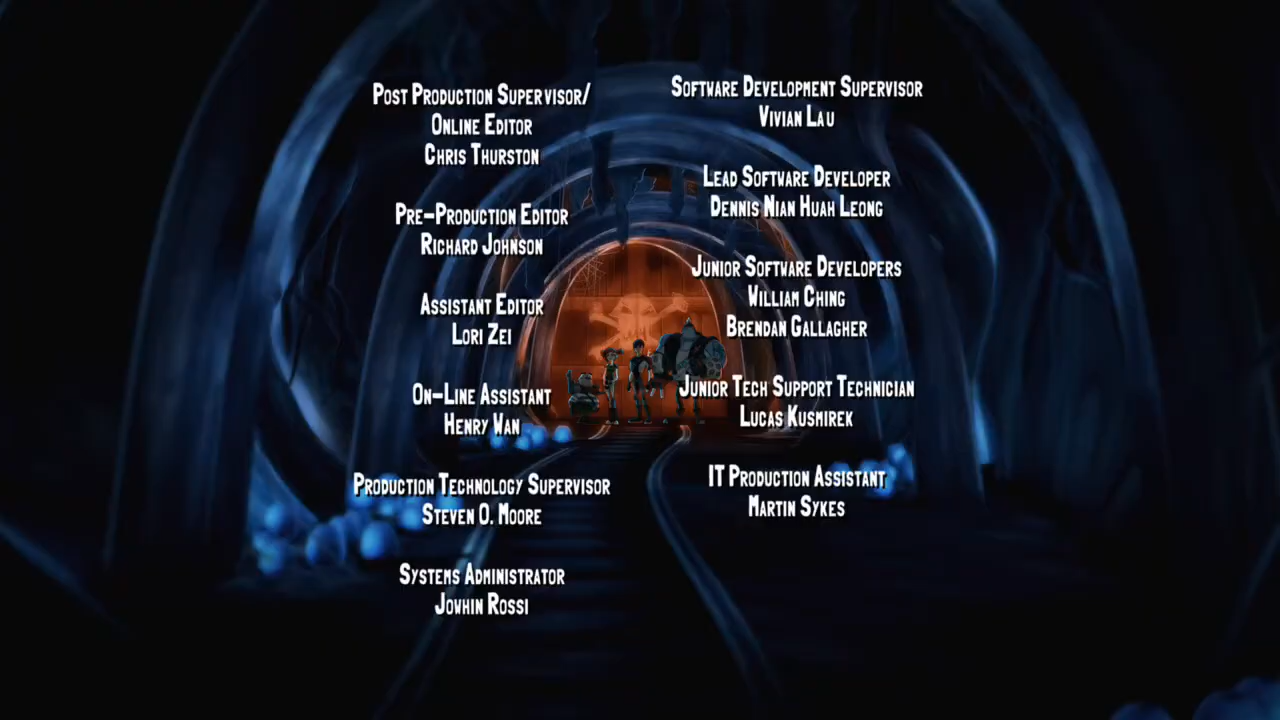 Post Production Supervisor/
Online Editor
Chris Thurston
Pre-Production Editor
Richard Johnson
Assistant Editor
Lori Zei
On-Line Assistant
Henry Wan
Production Technology Supervisor
Steven O. Moore
Systems Administrator
Jowhin Rossi
Software Development Supervisor
Vivian Lau
Lead Software Developer
Dennis Nian Huah Leong
Junior Software Developers
William Ching
Brendan Gallagher
Junior Tech Support Technician
Lucas Kusmirek
IT Production Assistant
Martin Sykes